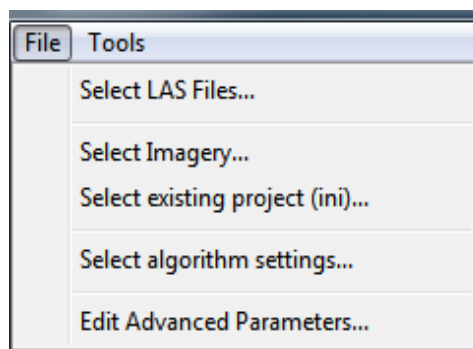 File Tools
Select LAS Files...
Select Imagery...
Select existing project (ini)...
Select algorithm settings...
Edit Advanced Parameters...